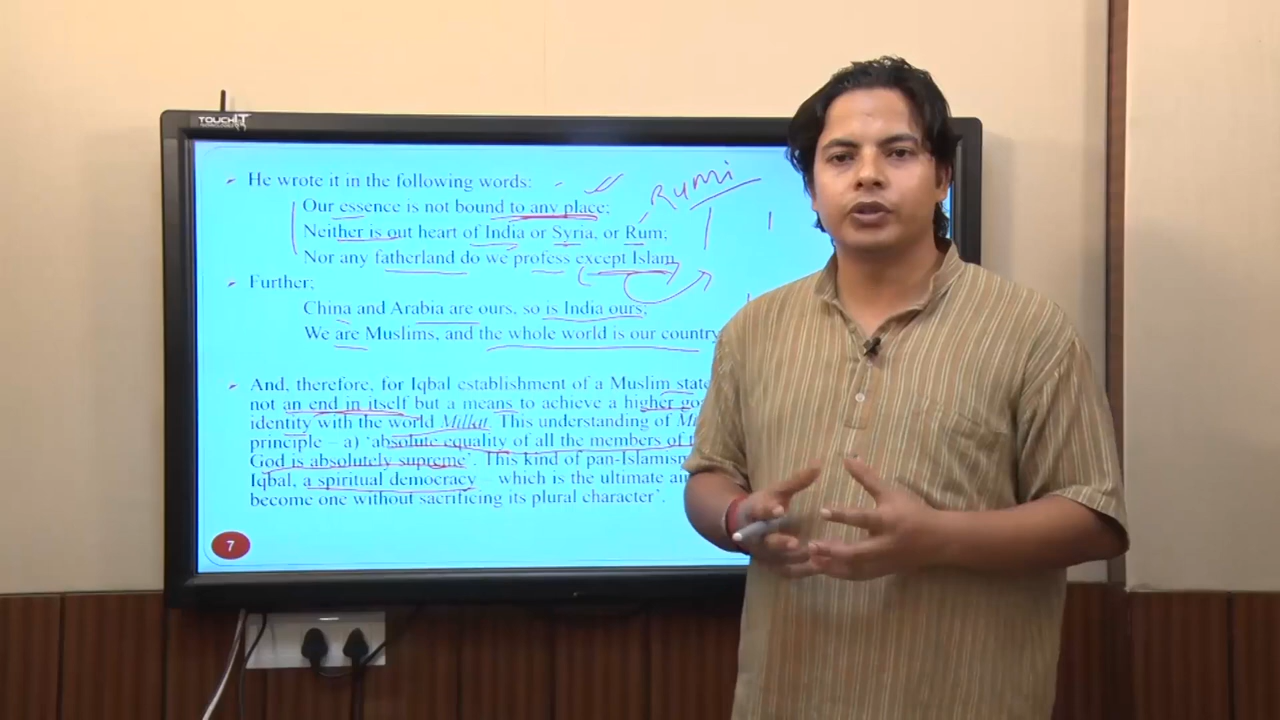 TOUCHIT
He wrote it in the following words:
Rumi
Our essence is not bound to any place;
Neither is out heart of India or Syria, or Rum;
Nor any fatherland do we profess except Islam
Further;
China and Arabia are ours, so is India ours;
We are Muslims, and the whole world is our country
And, therefore, for Iqbal establishment of a Muslim state
not an end in itself but a means to achieve a higher
identity with the world Millat. This understanding of
principle – a) ‘absolute equality of all the members of
God is absolutely supreme’. This kind of pan-Islamism
Iqbal, a spiritual democracy – which is the ultimate
become one without sacrificing its plural character’.
7